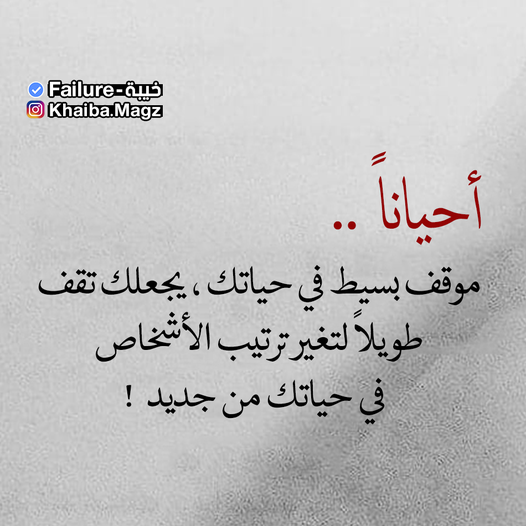 Failure-خيبة
Khaiba.Magz
أحياناً ..
موقف بسيط في حياتك ، يجعلك تقف
طويلاً لتغير ترتيب الأشخاص
في حياتك من جديد !